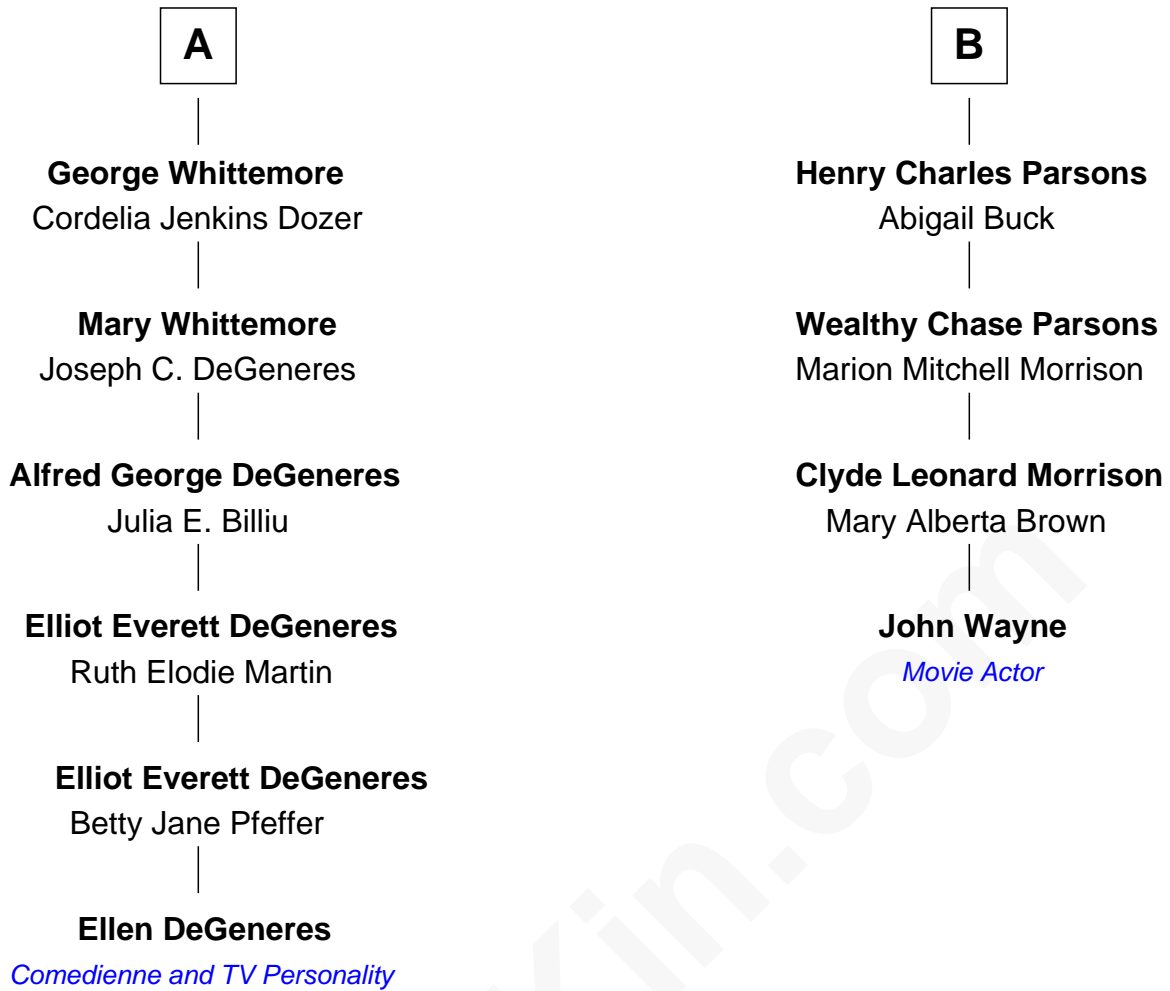 A
George Whittemore
Cordelia Jenkins Dozer
Mary Whittemore
Joseph C. DeGeneres
Alfred George DeGeneres
Julia E. Billiu
Elliot Everett DeGeneres
Ruth Elodie Martin
Elliot Everett DeGeneres
Betty Jane Pfeffer
Ellen DeGeneres
Comedienne and TV Personality
B
Henry Charles Parsons
Abigail Buck
Wealthy Chase Parsons
Marion Mitchell Morrison
Clyde Leonard Morrison
Mary Alberta Brown
John Wayne
Movie Actor